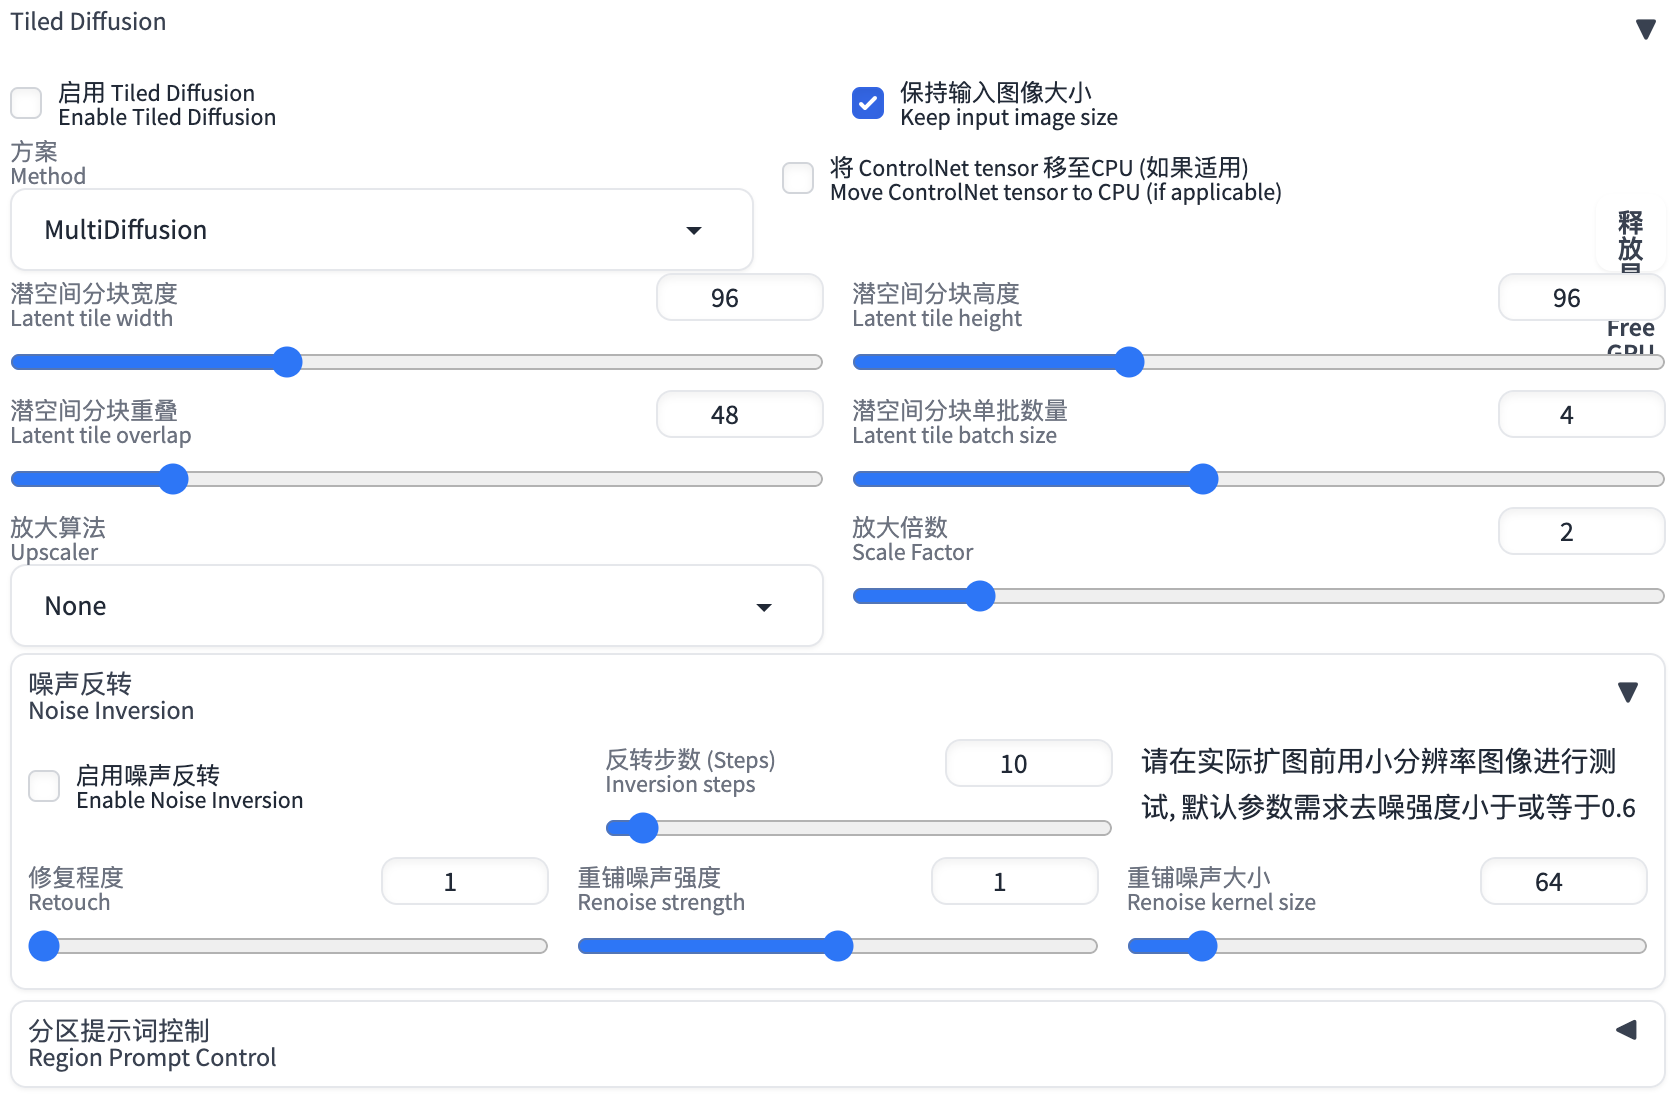 Tiled Diffusion
启用 Tiled Diffusion
Enable Tiled Diffusion
保持输入图像大小
Keep input image size
方案
Method
MultiDiffusion
将 ControlNet tensor 移至CPU (如果适用)
Move ControlNet tensor to CPU (if applicable)
释
放
Free
GPU
潜空间分块宽度
Latent tile width
96
潜空间分块高度
Latent tile height
96
潜空间分块重叠
Latent tile overlap
48
潜空间分块单批数量
Latent tile batch size
4
放大算法
Upscaler
None
放大倍数
Scale Factor
2
噪声反转
Noise Inversion
启用噪声反转
Enable Noise Inversion
反转步数 (Steps)
Inversion steps
10
请在实际扩图前用小分辨率图像进行测
试, 默认参数需求去噪强度小于或等于0.6
修复程度
Retouch
1
重铺噪声强度
Renoise strength
1
重铺噪声大小
Renoise kernel size
64
分区提示词控制
Region Prompt Control